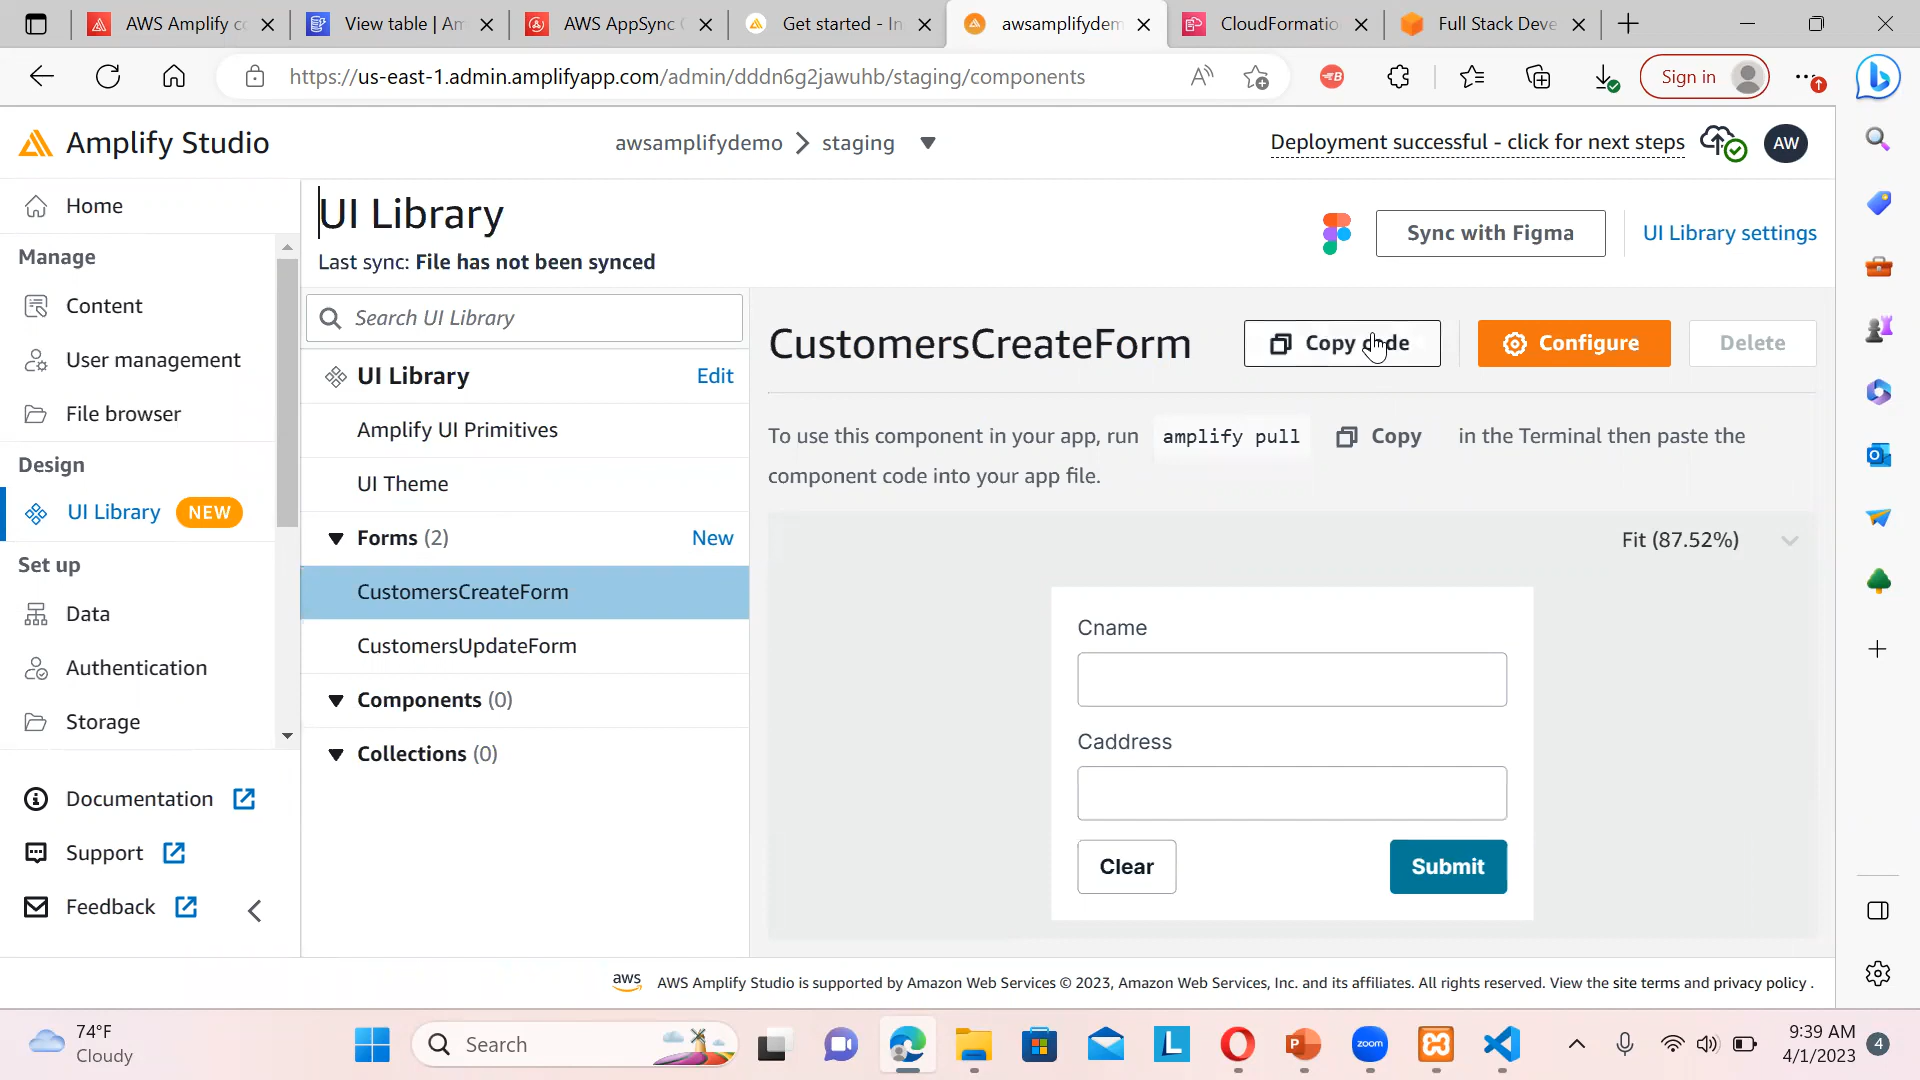 AWS Amplify co
View table | Am
AWS AppSync (
Get started - In
awsamplifydem
CloudFormatio
Full Stack Deve
https://us-east-1.admin.amplifyapp.com/admin/dddn6g2jawuhb/staging/components
Sign in
Amplify Studio
awsamplifydemo
staging
Deployment successful - click for next steps
AW
Home
Manage
Content
User management
File browser
Design
UI Library NEW
Set up
Data
Authentication
Storage
Documentation
Support
Feedback
UI Library
Last sync: File has not been synced
Sync with Figma
UI Library settings
Search UI Library
UI Library Edit
Amplify UI Primitives
UI Theme
Forms (2) New
CustomersCreateForm
CustomersUpdateForm
Components (0)
Collections (0)
CustomersCreateForm
Copy code
Configure
Delete
To use this component in your app, run amplify pull Copy in the Terminal then paste the
component code into your app file.
Fit (87.52%)
Cname
Caddress
Clear
Submit
aws AWS Amplify Studio is supported by Amazon Web Services © 2023, Amazon Web Services, Inc. and its affiliates. All rights reserved. View the site terms and privacy policy .
74°F
Cloudy
Search
zoom
9:39 AM
4/1/2023
4